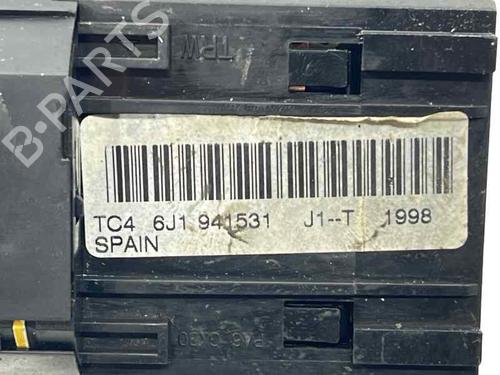 TRW
B-PARTS
TC4 6J1 941531 J1--T 1998
SPAIN